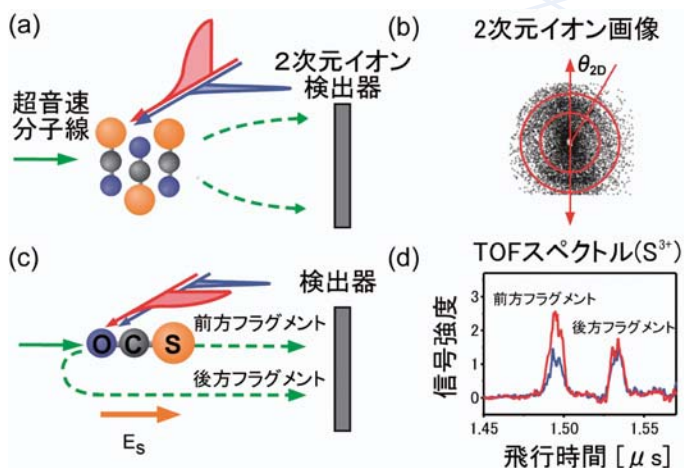 (a)
超音速
分子線
2次元イオン
検出器
(b)
2次元イオン画像
θ2D
(c)
O C S
Es
検出器
前方フラグメント
後方フラグメント
(d)
TOFスペクトル(S³⁺)
信号強度
3
2
1
0
前方フラグメント
後方フラグメント
1.45 1.50 1.55
飛行時間 [μs]